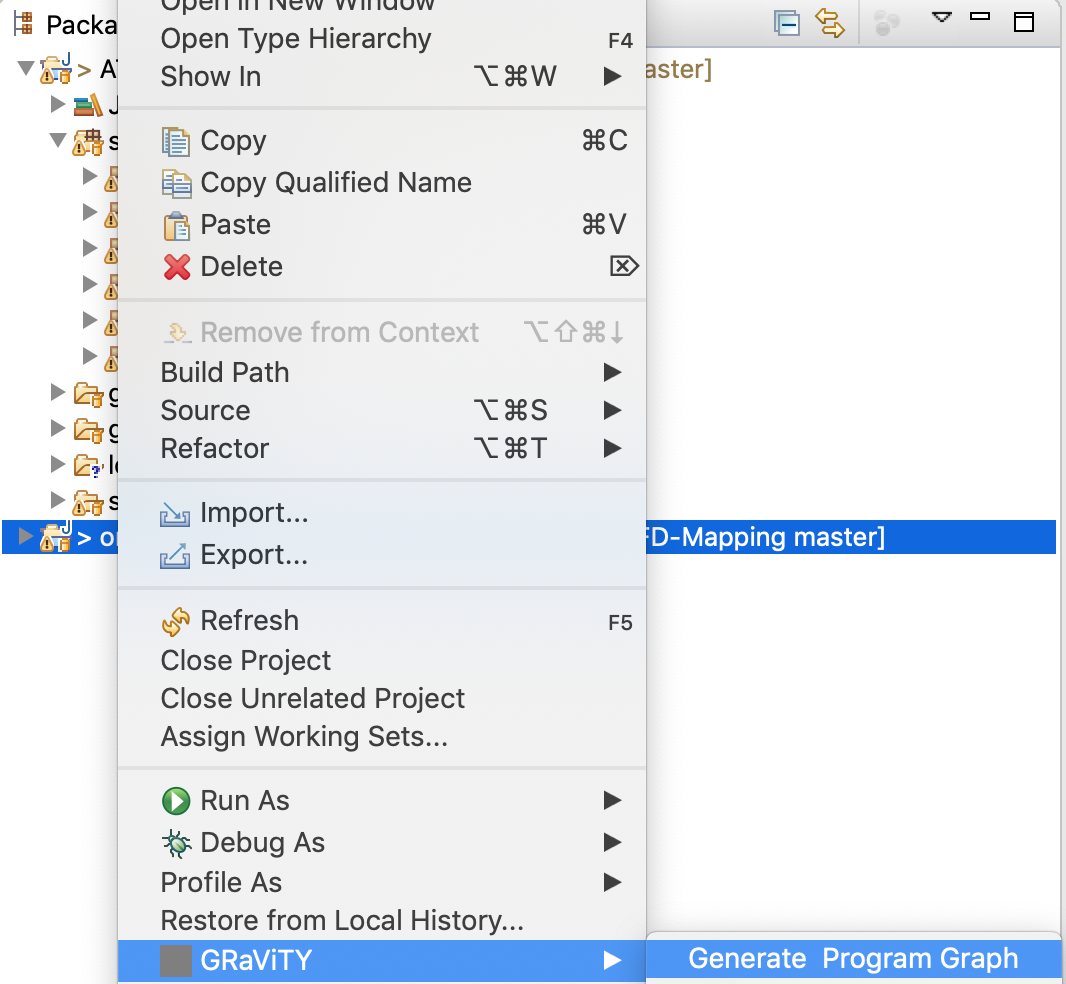 Packa
Open in New Window
Open Type Hierarchy F4
Show In ⌥⌘W ▶
> A aster]
J
s
Copy ⌘C
Copy Qualified Name
Paste ⌘V
Delete ⌦
Remove from Context ⌥⇧⌘↓
Build Path ▶
Source ⌥⌘S ▶
g
Refactor ⌥⌘T ▶
g
l
Import...
s
> or FD-Mapping master]
Export...
Refresh F5
Close Project
Close Unrelated Project
Assign Working Sets...
Run As ▶
Debug As ▶
Profile As ▶
Restore from Local History...
GRaViTY ▶ Generate  Program Graph